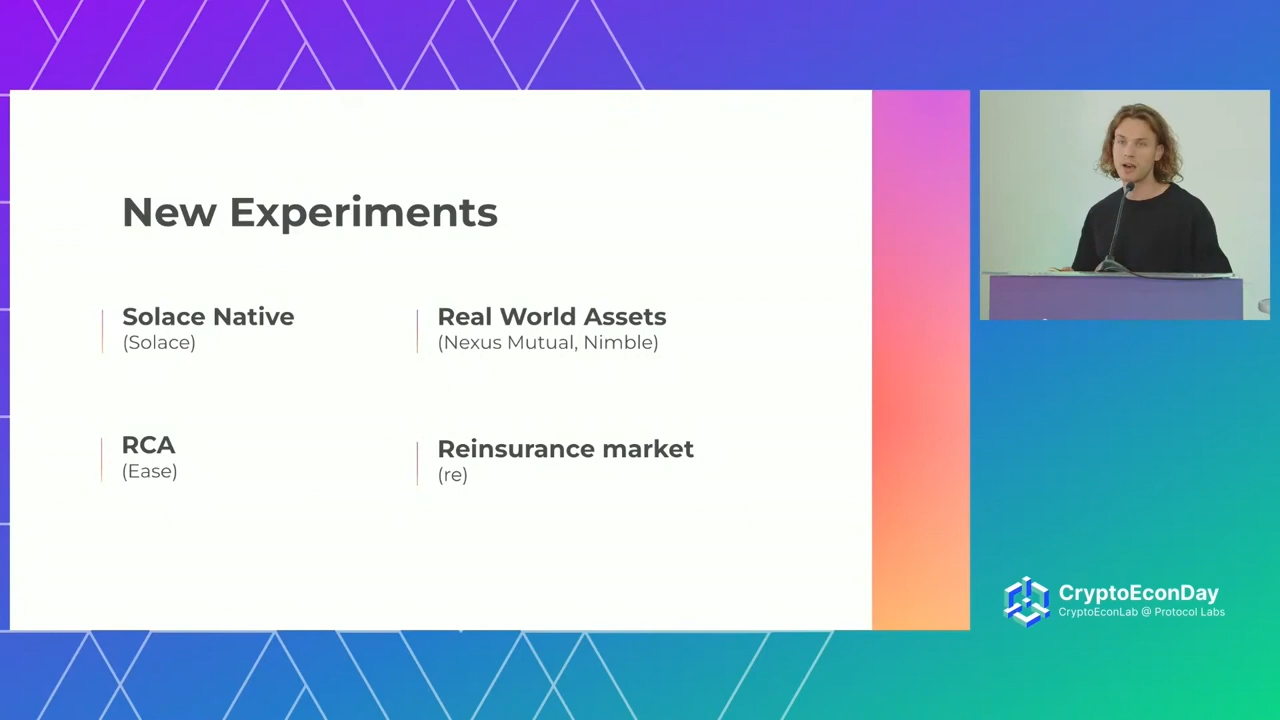 New Experiments
Solace Native
(Solace)
Real World Assets
(Nexus Mutual, Nimble)
RCA
(Ease)
Reinsurance market
(re)
CryptoEconDay
CryptoEconLab @ Protocol Labs